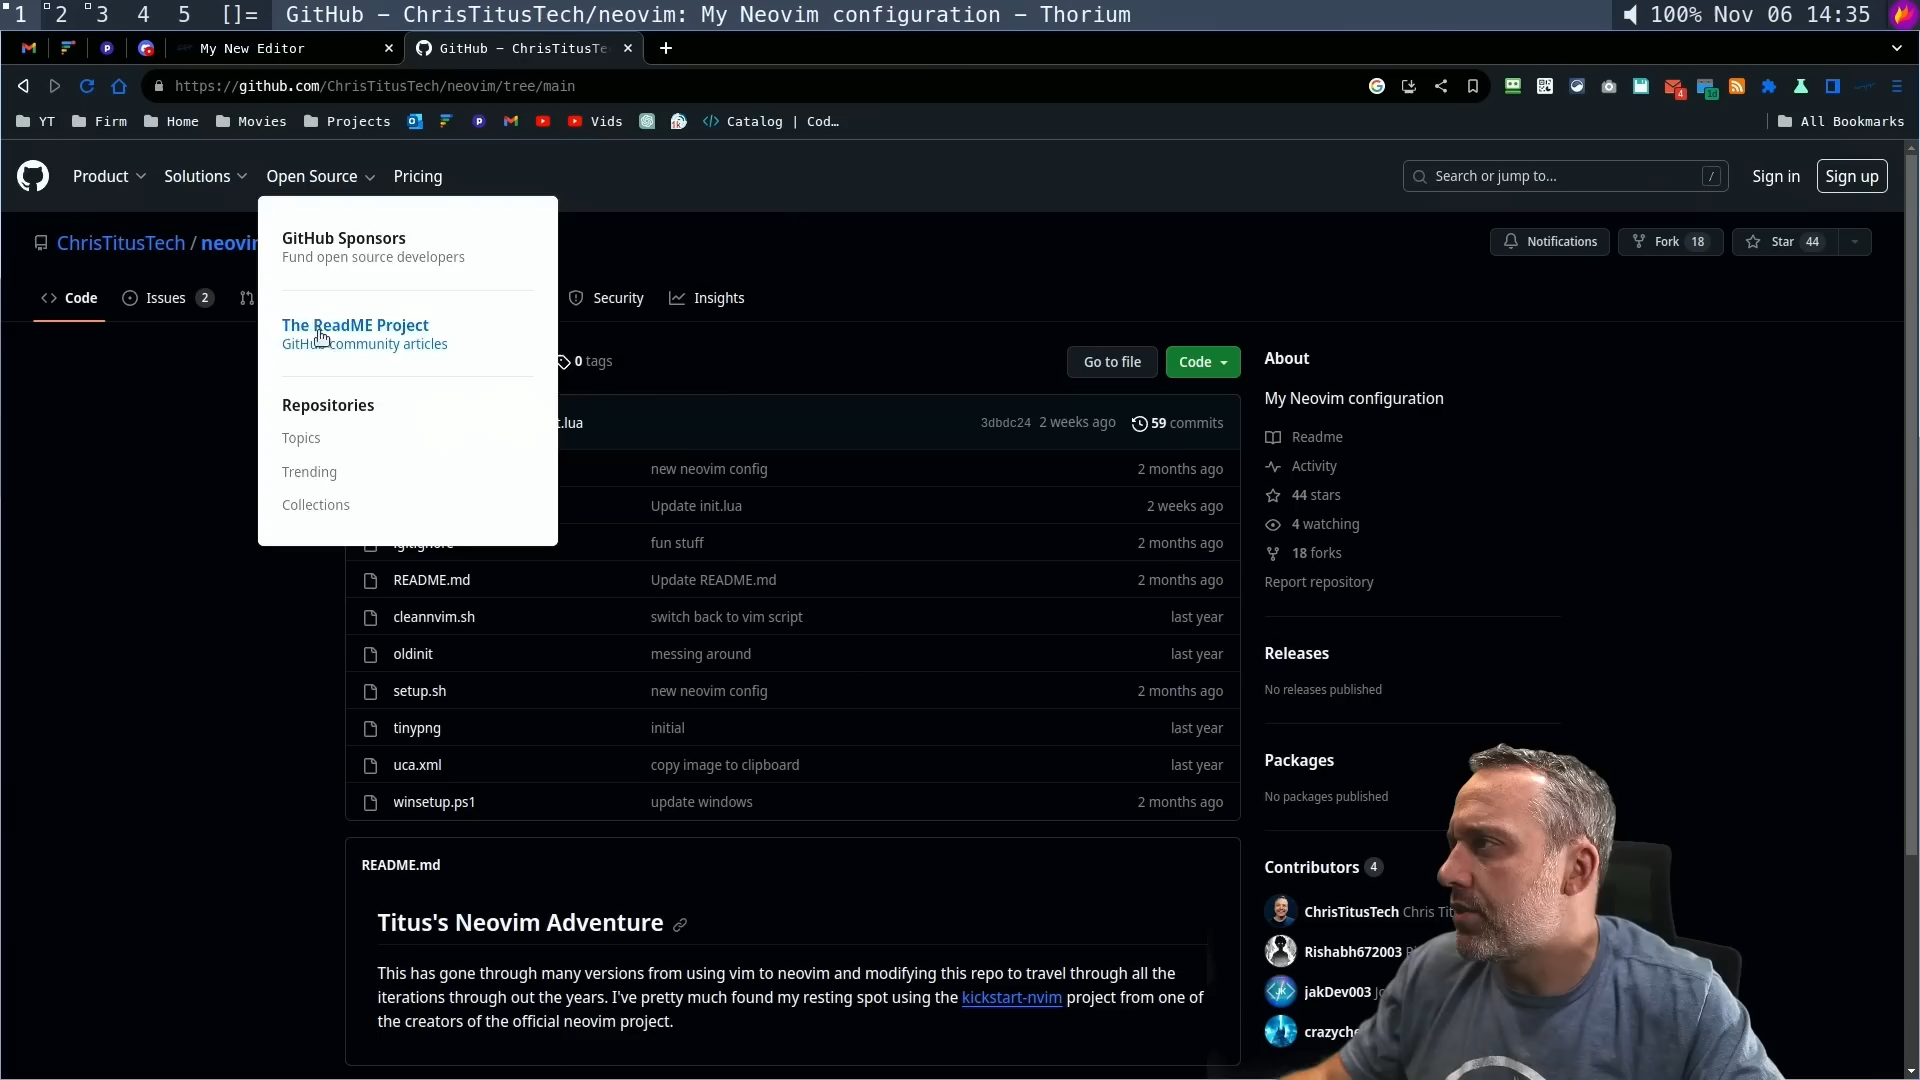 1 2 3 4 5 []= GitHub – ChrisTitusTech/neovim: My Neovim configuration – Thorium 100% Nov 06 14:35
My New Editor GitHub – ChrisTitusTe
https://github.com/ChrisTitusTech/neovim/tree/main
YT Firm Home Movies Projects Vids Catalog | Cod… All Bookmarks
Product Solutions Open Source Pricing Search or jump to... / Sign in Sign up
ChrisTitusTech / neovim Notifications Fork 18 Star 44
Code Issues 2 Security Insights
GitHub Sponsors
Fund open source developers
The ReadME Project
GitHub community articles
Repositories
Topics
Trending
Collections
0 tags Go to file Code
t.lua 3dbdc24 2 weeks ago 59 commits
new neovim config 2 months ago
Update init.lua 2 weeks ago
.gitignore fun stuff 2 months ago
README.md Update README.md 2 months ago
cleannvim.sh switch back to vim script last year
oldinit messing around last year
setup.sh new neovim config 2 months ago
tinypng initial last year
uca.xml copy image to clipboard last year
winsetup.ps1 update windows 2 months ago
README.md
Titus's Neovim Adventure
This has gone through many versions from using vim to neovim and modifying this repo to travel through all the
iterations through out the years. I've pretty much found my resting spot using the kickstart-nvim project from one of
the creators of the official neovim project.
About
My Neovim configuration
Readme
Activity
44 stars
4 watching
18 forks
Report repository
Releases
No releases published
Packages
No packages published
Contributors 4
ChrisTitusTech Chris Tit
Rishabh672003
jakDev003
crazyche